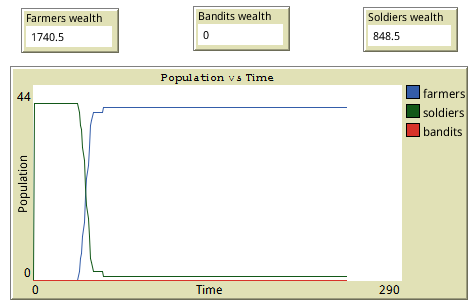 Farmers wealth
1740.5
Bandits wealth
0
Soldiers wealth
848.5
Population vs Time
44
Population
0
0
Time
290
farmers
soldiers
bandits